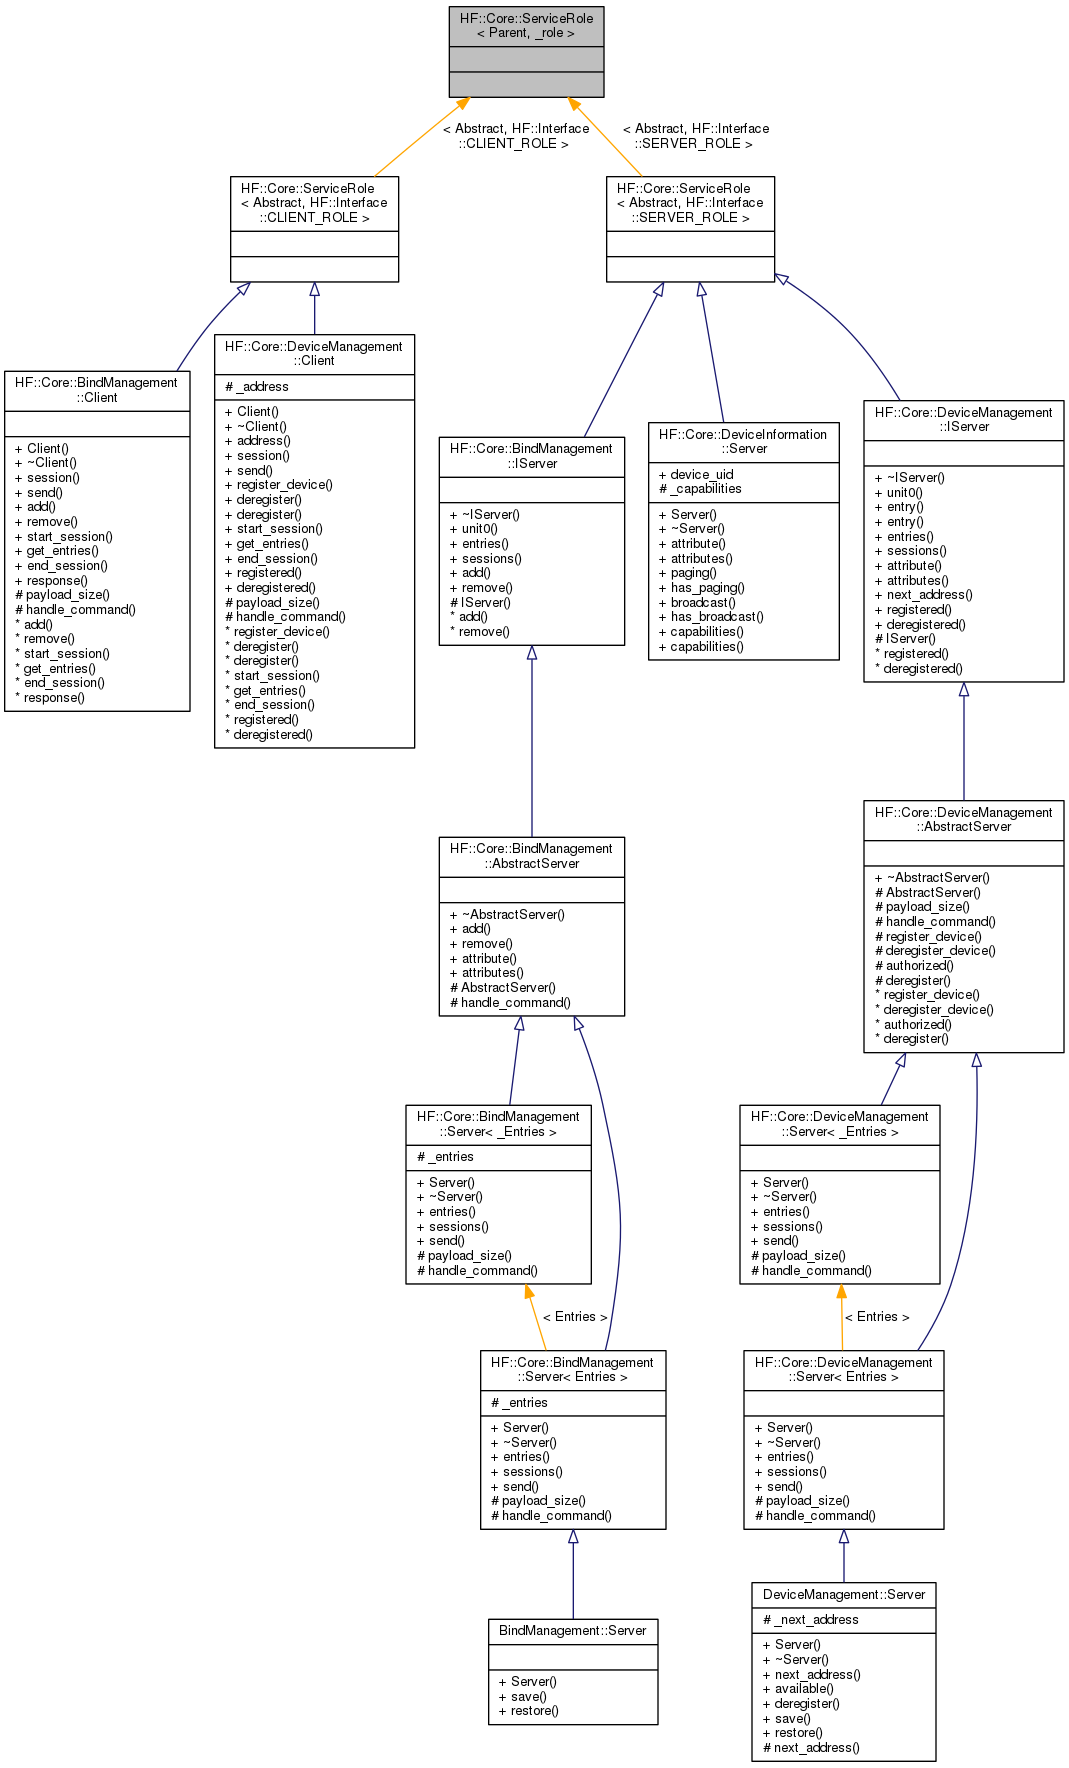 HF::Core::ServiceRole
< Parent, _role >
< Abstract, HF::Interface
::CLIENT_ROLE >
< Abstract, HF::Interface
::SERVER_ROLE >
HF::Core::ServiceRole
< Abstract, HF::Interface
::CLIENT_ROLE >
HF::Core::ServiceRole
< Abstract, HF::Interface
::SERVER_ROLE >
HF::Core::BindManagement
::Client
+ Client()
+ ~Client()
+ session()
+ send()
+ add()
+ remove()
+ start_session()
+ get_entries()
+ end_session()
+ response()
# payload_size()
# handle_command()
* add()
* remove()
* start_session()
* get_entries()
* end_session()
* response()
HF::Core::DeviceManagement
::Client
# _address
+ Client()
+ ~Client()
+ address()
+ session()
+ send()
+ register_device()
+ deregister()
+ deregister()
+ start_session()
+ get_entries()
+ end_session()
+ registered()
+ deregistered()
# payload_size()
# handle_command()
* register_device()
* deregister()
* deregister()
* start_session()
* get_entries()
* end_session()
* registered()
* deregistered()
HF::Core::BindManagement
::IServer
+ ~IServer()
+ unit0()
+ entries()
+ sessions()
+ add()
+ remove()
# IServer()
* add()
* remove()
HF::Core::DeviceInformation
::Server
+ device_uid
# _capabilities
+ Server()
+ ~Server()
+ attribute()
+ attributes()
+ paging()
+ has_paging()
+ broadcast()
+ has_broadcast()
+ capabilities()
+ capabilities()
HF::Core::DeviceManagement
::IServer
+ ~IServer()
+ unit0()
+ entry()
+ entry()
+ entries()
+ sessions()
+ attribute()
+ attributes()
+ next_address()
+ registered()
+ deregistered()
# IServer()
* registered()
* deregistered()
HF::Core::BindManagement
::AbstractServer
+ ~AbstractServer()
+ add()
+ remove()
+ attribute()
+ attributes()
# AbstractServer()
# handle_command()
HF::Core::DeviceManagement
::AbstractServer
+ ~AbstractServer()
# AbstractServer()
# payload_size()
# handle_command()
# register_device()
# deregister_device()
# authorized()
# deregister()
* register_device()
* deregister_device()
* authorized()
* deregister()
HF::Core::BindManagement
::Server< _Entries >
# _entries
+ Server()
+ ~Server()
+ entries()
+ sessions()
+ send()
# payload_size()
# handle_command()
HF::Core::DeviceManagement
::Server< _Entries >
+ Server()
+ ~Server()
+ entries()
+ sessions()
+ send()
# payload_size()
# handle_command()
< Entries >
< Entries >
HF::Core::BindManagement
::Server< Entries >
# _entries
+ Server()
+ ~Server()
+ entries()
+ sessions()
+ send()
# payload_size()
# handle_command()
HF::Core::DeviceManagement
::Server< Entries >
+ Server()
+ ~Server()
+ entries()
+ sessions()
+ send()
# payload_size()
# handle_command()
BindManagement::Server
+ Server()
+ save()
+ restore()
DeviceManagement::Server
# _next_address
+ Server()
+ ~Server()
+ next_address()
+ available()
+ deregister()
+ save()
+ restore()
# next_address()